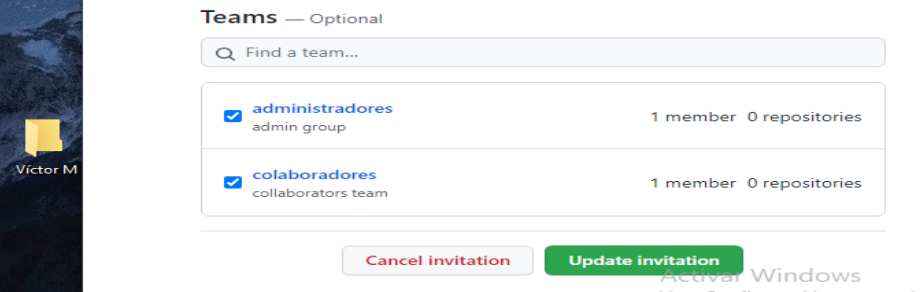 Teams — Optional
Find a team...
administradores
admin group
1 member 0 repositories
colaboradores
collaborators team
1 member 0 repositories
Víctor M
Cancel invitation
Update invitation
Activar Windows